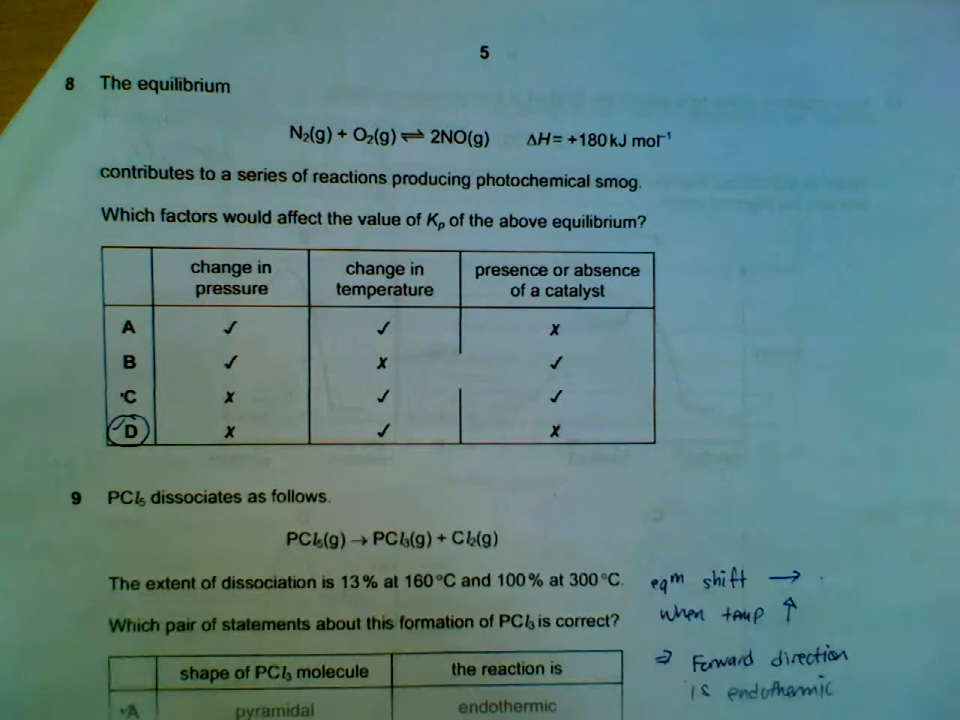 5
8 The equilibrium
N₂(g) + O₂(g) ⇌ 2NO(g) ΔH = +180 kJ mol⁻¹
contributes to a series of reactions producing photochemical smog.
Which factors would affect the value of Kₚ of the above equilibrium?
change in pressure change in temperature presence or absence of a catalyst
A ✓ ✓ ✗
B ✓ ✗ ✓
C ✗ ✓ ✓
D ✗ ✓ ✗
9 PCl₅ dissociates as follows.
PCl₅(g) → PCl₃(g) + Cl₂(g)
The extent of dissociation is 13% at 160°C and 100% at 300°C.
Which pair of statements about this formation of PCl₃ is correct?
shape of PCl₃ molecule the reaction is
A pyramidal endothermic
eqm shift →
when temp ↑
⇒ Forward direction
is endothermic